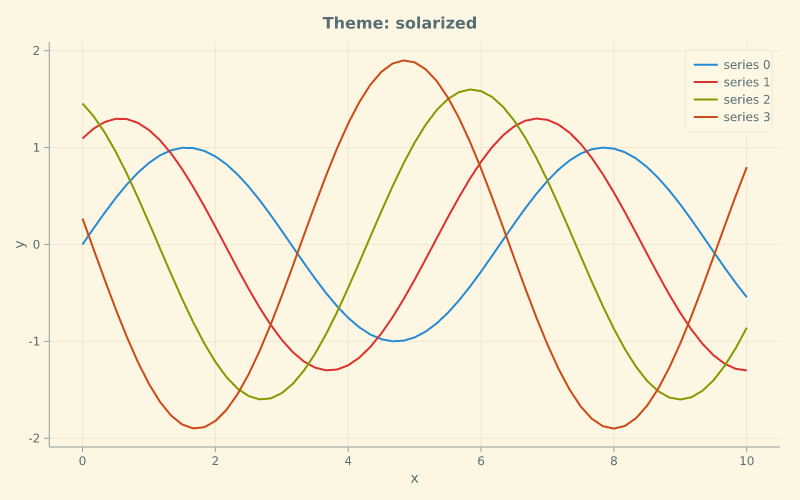 Theme: solarized
series 0
series 1
series 2
series 3
y
2
1
0
-1
-2
0 2 4 6 8 10
x